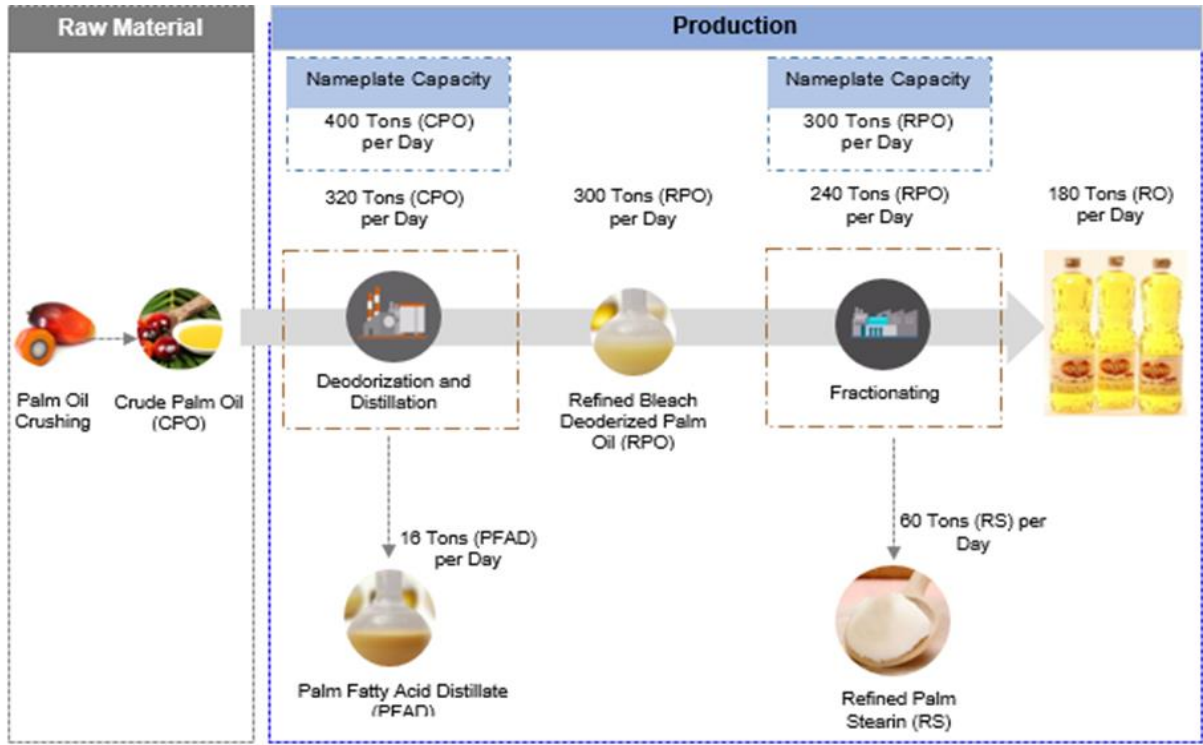 Raw Material
Production
Nameplate Capacity
400 Tons (CPO)
per Day
Nameplate Capacity
300 Tons (RPO)
per Day
320 Tons (CPO)
per Day
300 Tons (RPO)
per Day
240 Tons (RPO)
per Day
180 Tons (RO)
per Day
Palm Oil
Crushing
Crude Palm Oil
(CPO)
Deodorization and
Distillation
Refined Bleach
Deoderized Palm
Oil (RPO)
Fractionating
16 Tons (PFAD)
per Day
60 Tons (RS) per
Day
Palm Fatty Acid Distillate
(PFAD)
Refined Palm
Stearin (RS)